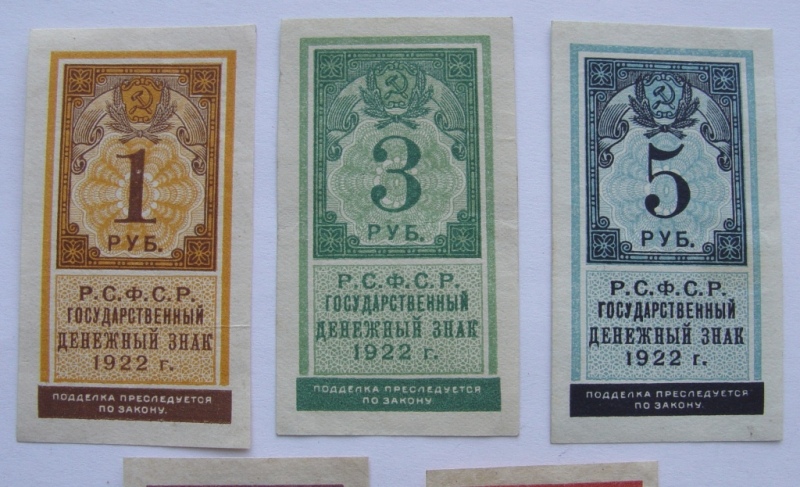 1
РУБ.
Р.С.Ф.С.Р.
ГОСУДАРСТВЕННЫЙ
ДЕНЕЖНЫЙ ЗНАК
1922 г.
ПОДДЕЛКА ПРЕСЛЕДУЕТСЯ
ПО ЗАКОНУ.
3
РУБ.
Р.С.Ф.С.Р.
ГОСУДАРСТВЕННЫЙ
ДЕНЕЖНЫЙ ЗНАК
1922 г.
ПОДДЕЛКА ПРЕСЛЕДУЕТСЯ
ПО ЗАКОНУ.
5
РУБ.
Р.С.Ф.С.Р.
ГОСУДАРСТВЕННЫЙ
ДЕНЕЖНЫЙ ЗНАК
1922 г.
ПОДДЕЛКА ПРЕСЛЕДУЕТСЯ
ПО ЗАКОНУ.